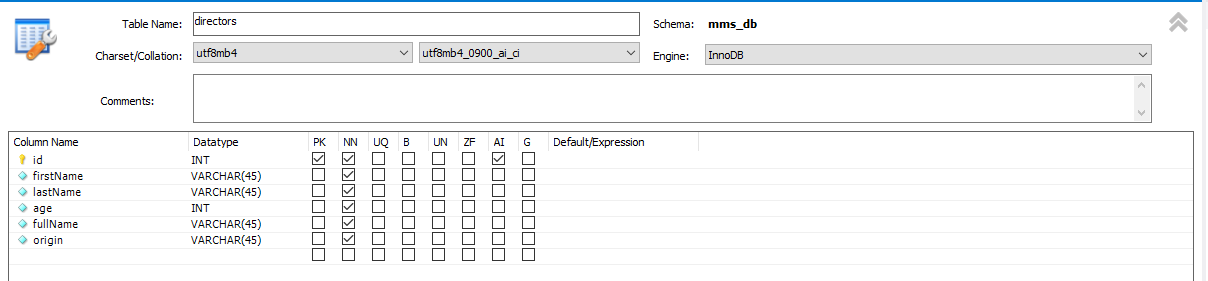 Table Name: directors Schema: mms_db
Charset/Collation: utf8mb4 utf8mb4_0900_ai_ci Engine: InnoDB
Comments:
Column Name Datatype PK NN UQ B UN ZF AI G Default/Expression
id INT
firstName VARCHAR(45)
lastName VARCHAR(45)
age INT
fullName VARCHAR(45)
origin VARCHAR(45)